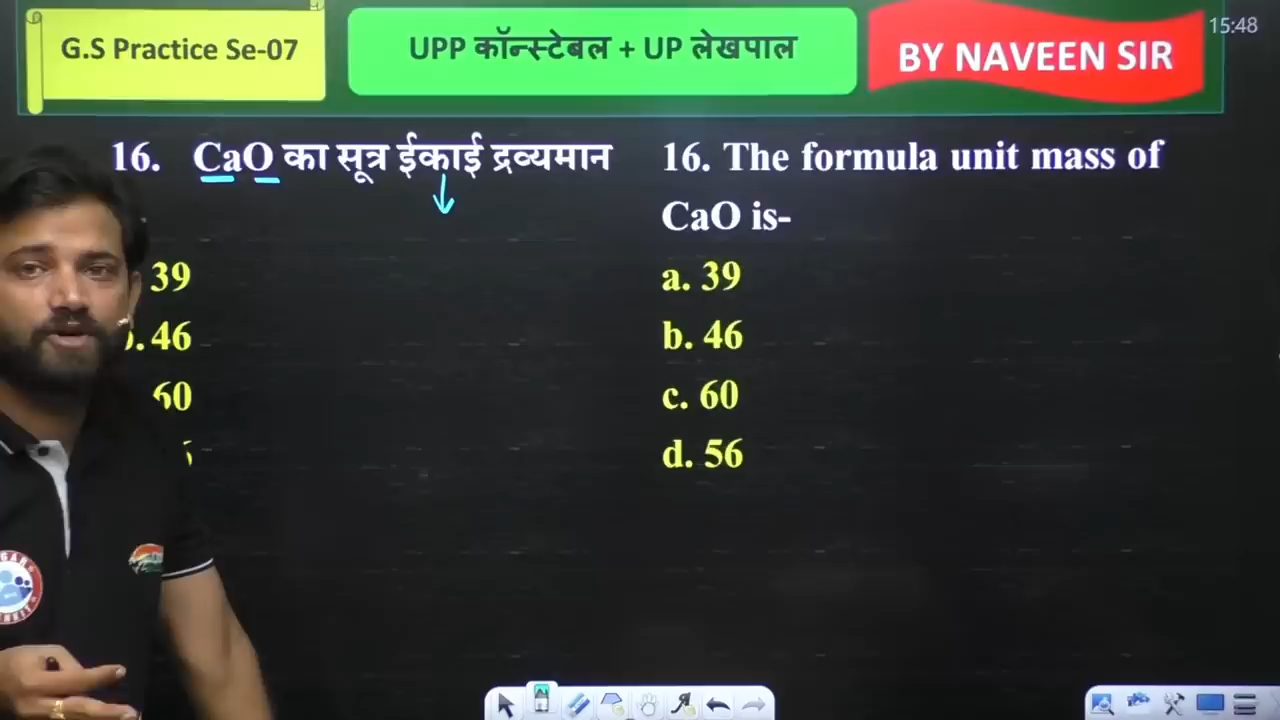 G.S Practice Se-07
UPP कॉन्स्टेबल + UP लेखपाल
BY NAVEEN SIR
15:48
16. CaO का सूत्र ईकाई द्रव्यमान
39
.46
60
16. The formula unit mass of
CaO is-
a. 39
b. 46
c. 60
d. 56